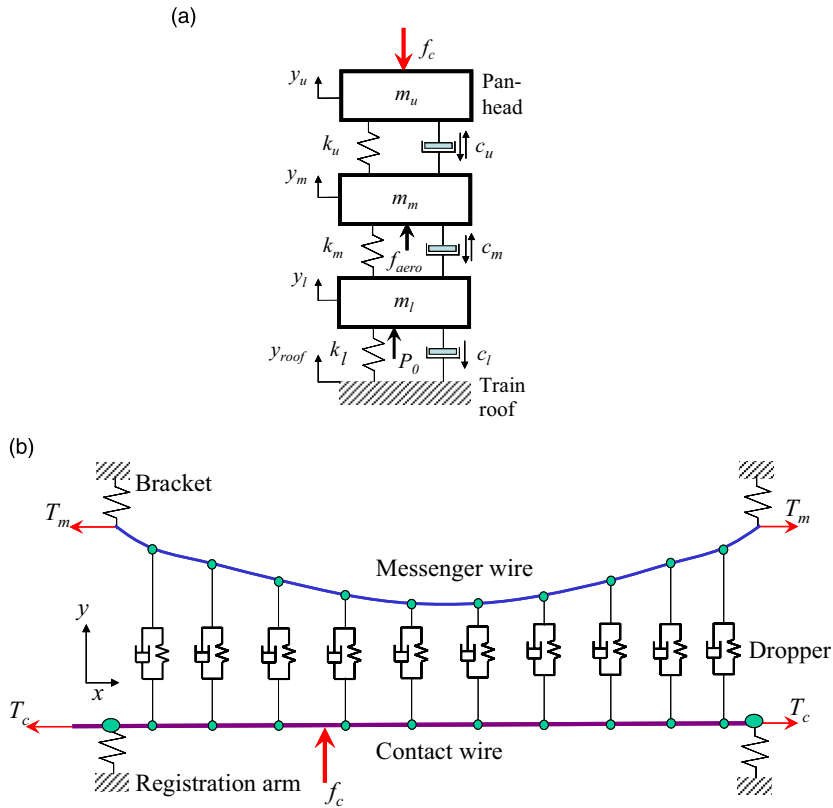 (a)
f_c
y_u
m_u
Pan-
head
k_u
c_u
y_m
m_m
k_m
f_aero
c_m
y_l
m_l
y_roof
k_l
P_0
c_l
Train
roof
(b)
Bracket
T_m
T_m
Messenger wire
y
x
Dropper
T_c
T_c
Contact wire
Registration arm
f_c